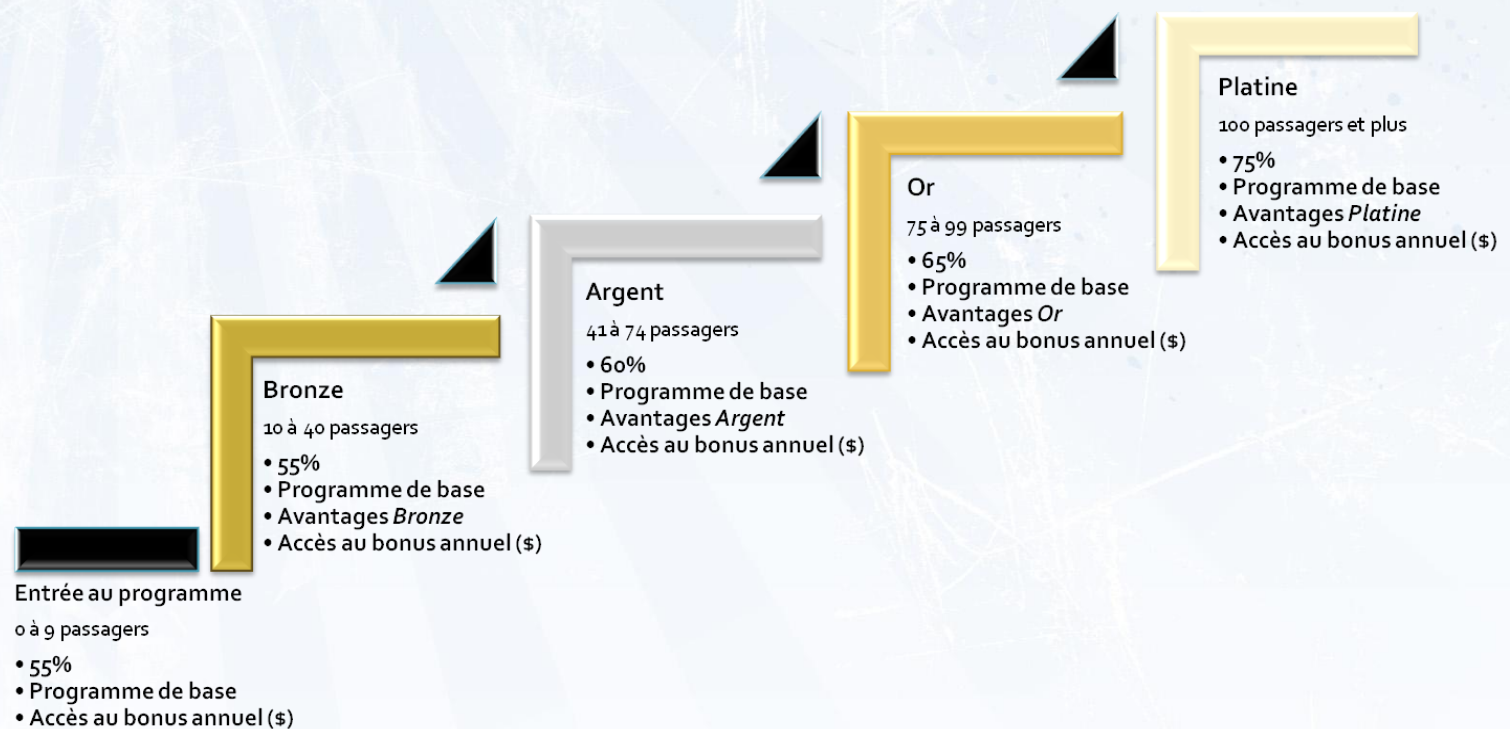 Entrée au programme
0 à 9 passagers
• 55%
• Programme de base
• Accès au bonus annuel ($)
Bronze
10 à 40 passagers
• 55%
• Programme de base
• Avantages Bronze
• Accès au bonus annuel ($)
Argent
41 à 74 passagers
• 60%
• Programme de base
• Avantages Argent
• Accès au bonus annuel ($)
Or
75 à 99 passagers
• 65%
• Programme de base
• Avantages Or
• Accès au bonus annuel ($)
Platine
100 passagers et plus
• 75%
• Programme de base
• Avantages Platine
• Accès au bonus annuel ($)